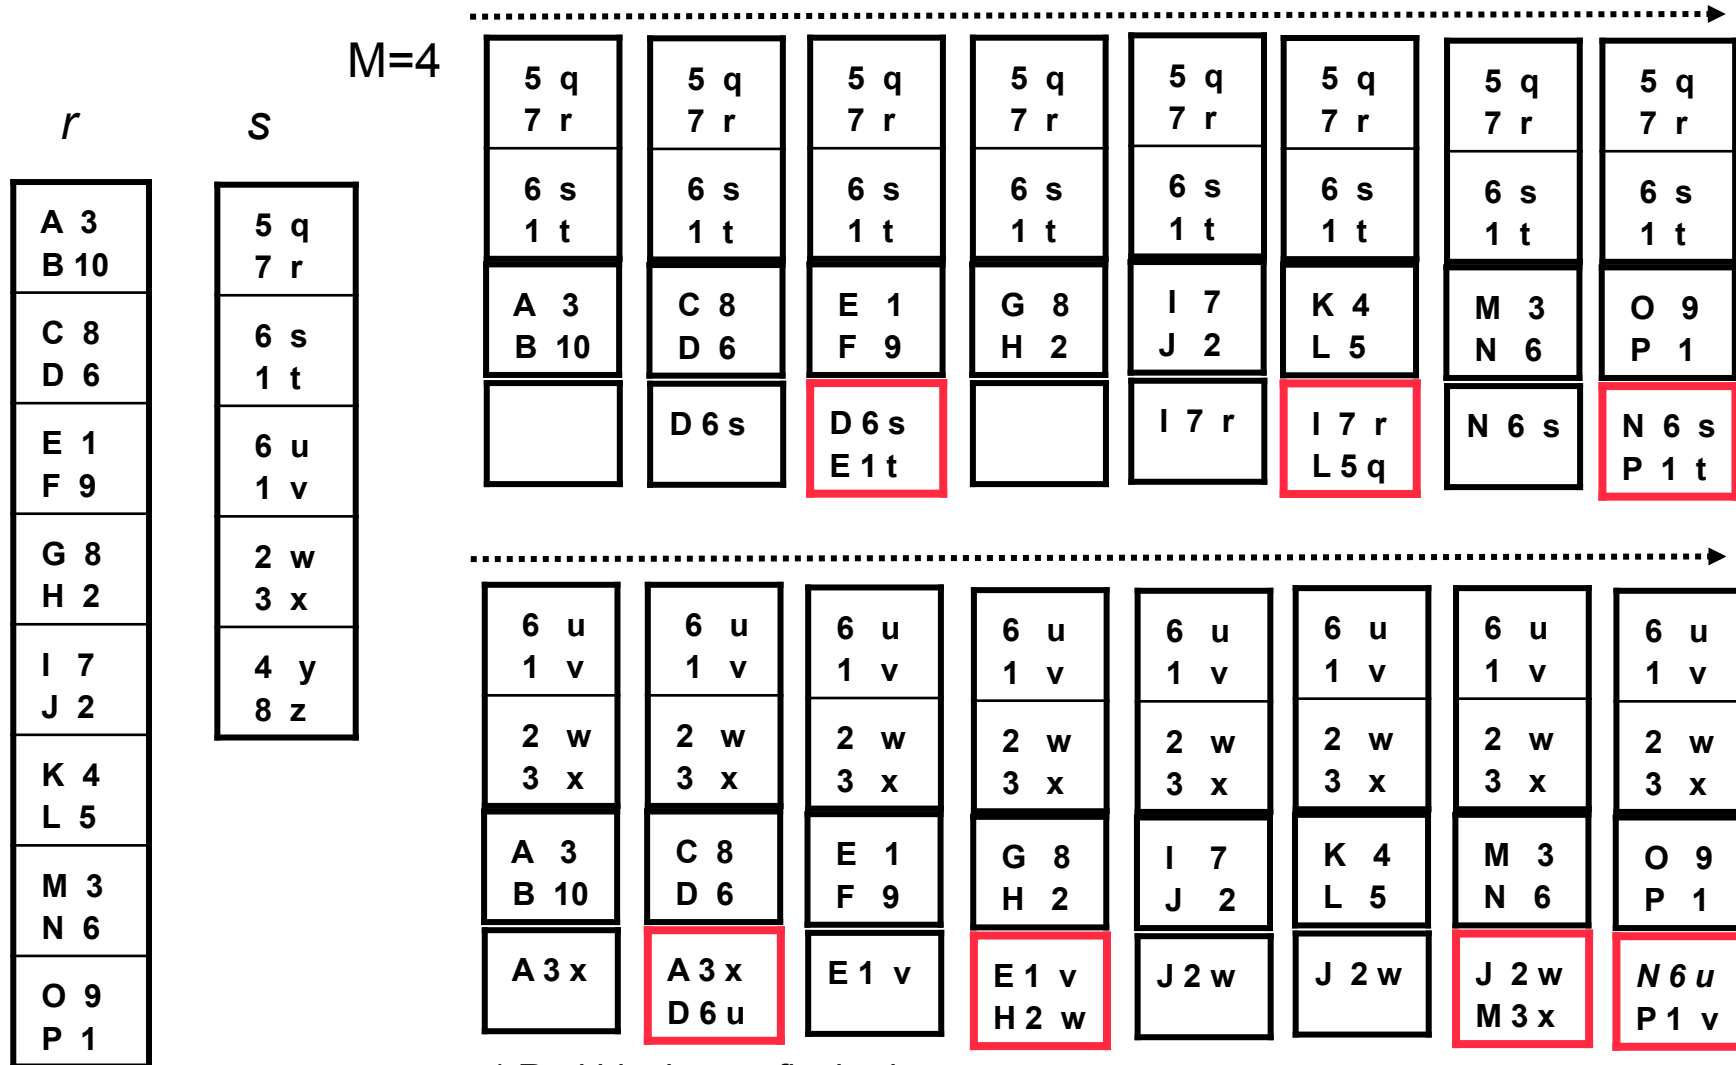 M=4
r
s
A 3
B 10
C 8
D 6
E 1
F 9
G 8
H 2
I 7
J 2
K 4
L 5
M 3
N 6
O 9
P 1
5 q
7 r
6 s
1 t
6 u
1 v
2 w
3 x
4 y
8 z
5 q
7 r
6 s
1 t
A 3
B 10
5 q
7 r
6 s
1 t
C 8
D 6
D 6 s
5 q
7 r
6 s
1 t
E 1
F 9
D 6 s
E 1 t
5 q
7 r
6 s
1 t
G 8
H 2
5 q
7 r
6 s
1 t
I 7
J 2
I 7 r
5 q
7 r
6 s
1 t
K 4
L 5
I 7 r
L 5 q
5 q
7 r
6 s
1 t
M 3
N 6
N 6 s
5 q
7 r
6 s
1 t
O 9
P 1
N 6 s
P 1 t
6 u
1 v
2 w
3 x
A 3
B 10
A 3 x
6 u
1 v
2 w
3 x
C 8
D 6
A 3 x
D 6 u
6 u
1 v
2 w
3 x
E 1
F 9
E 1 v
6 u
1 v
2 w
3 x
G 8
H 2
E 1 v
H 2 w
6 u
1 v
2 w
3 x
I 7
J 2
J 2 w
6 u
1 v
2 w
3 x
K 4
L 5
J 2 w
6 u
1 v
2 w
3 x
M 3
N 6
J 2 w
M 3 x
6 u
1 v
2 w
3 x
O 9
P 1
N 6 u
P 1 v